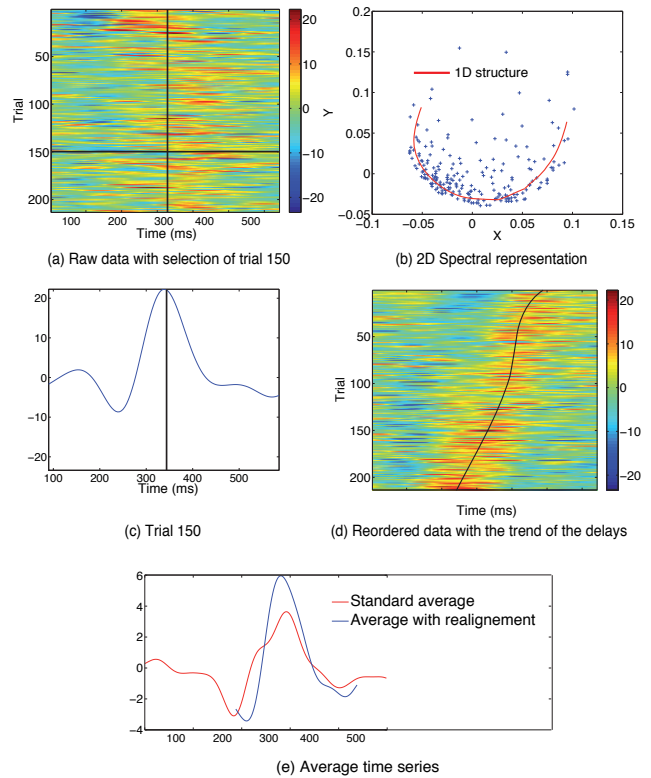 0
50
100
150
200
Trial
100 200 300 400 500
Time (ms)
20
10
0
−10
−20
Y
(a) Raw data with selection of trial 150
0.2
0.15
0.1
0.05
0
−0.05
−0.1 −0.05 0 0.05 0.1 0.15
X
1D structure
(b) 2D Spectral representation
20
10
0
−10
−20
100 200 300 400 500
Time (ms)
(c) Trial 150
50
100
150
200
Trial
Time (ms)
20
10
0
−10
−20
(d) Reordered data with the trend of the delays
6
4
2
0
−2
−4
100 200 300 400 500
Standard average
Average with realignment
(e) Average time series